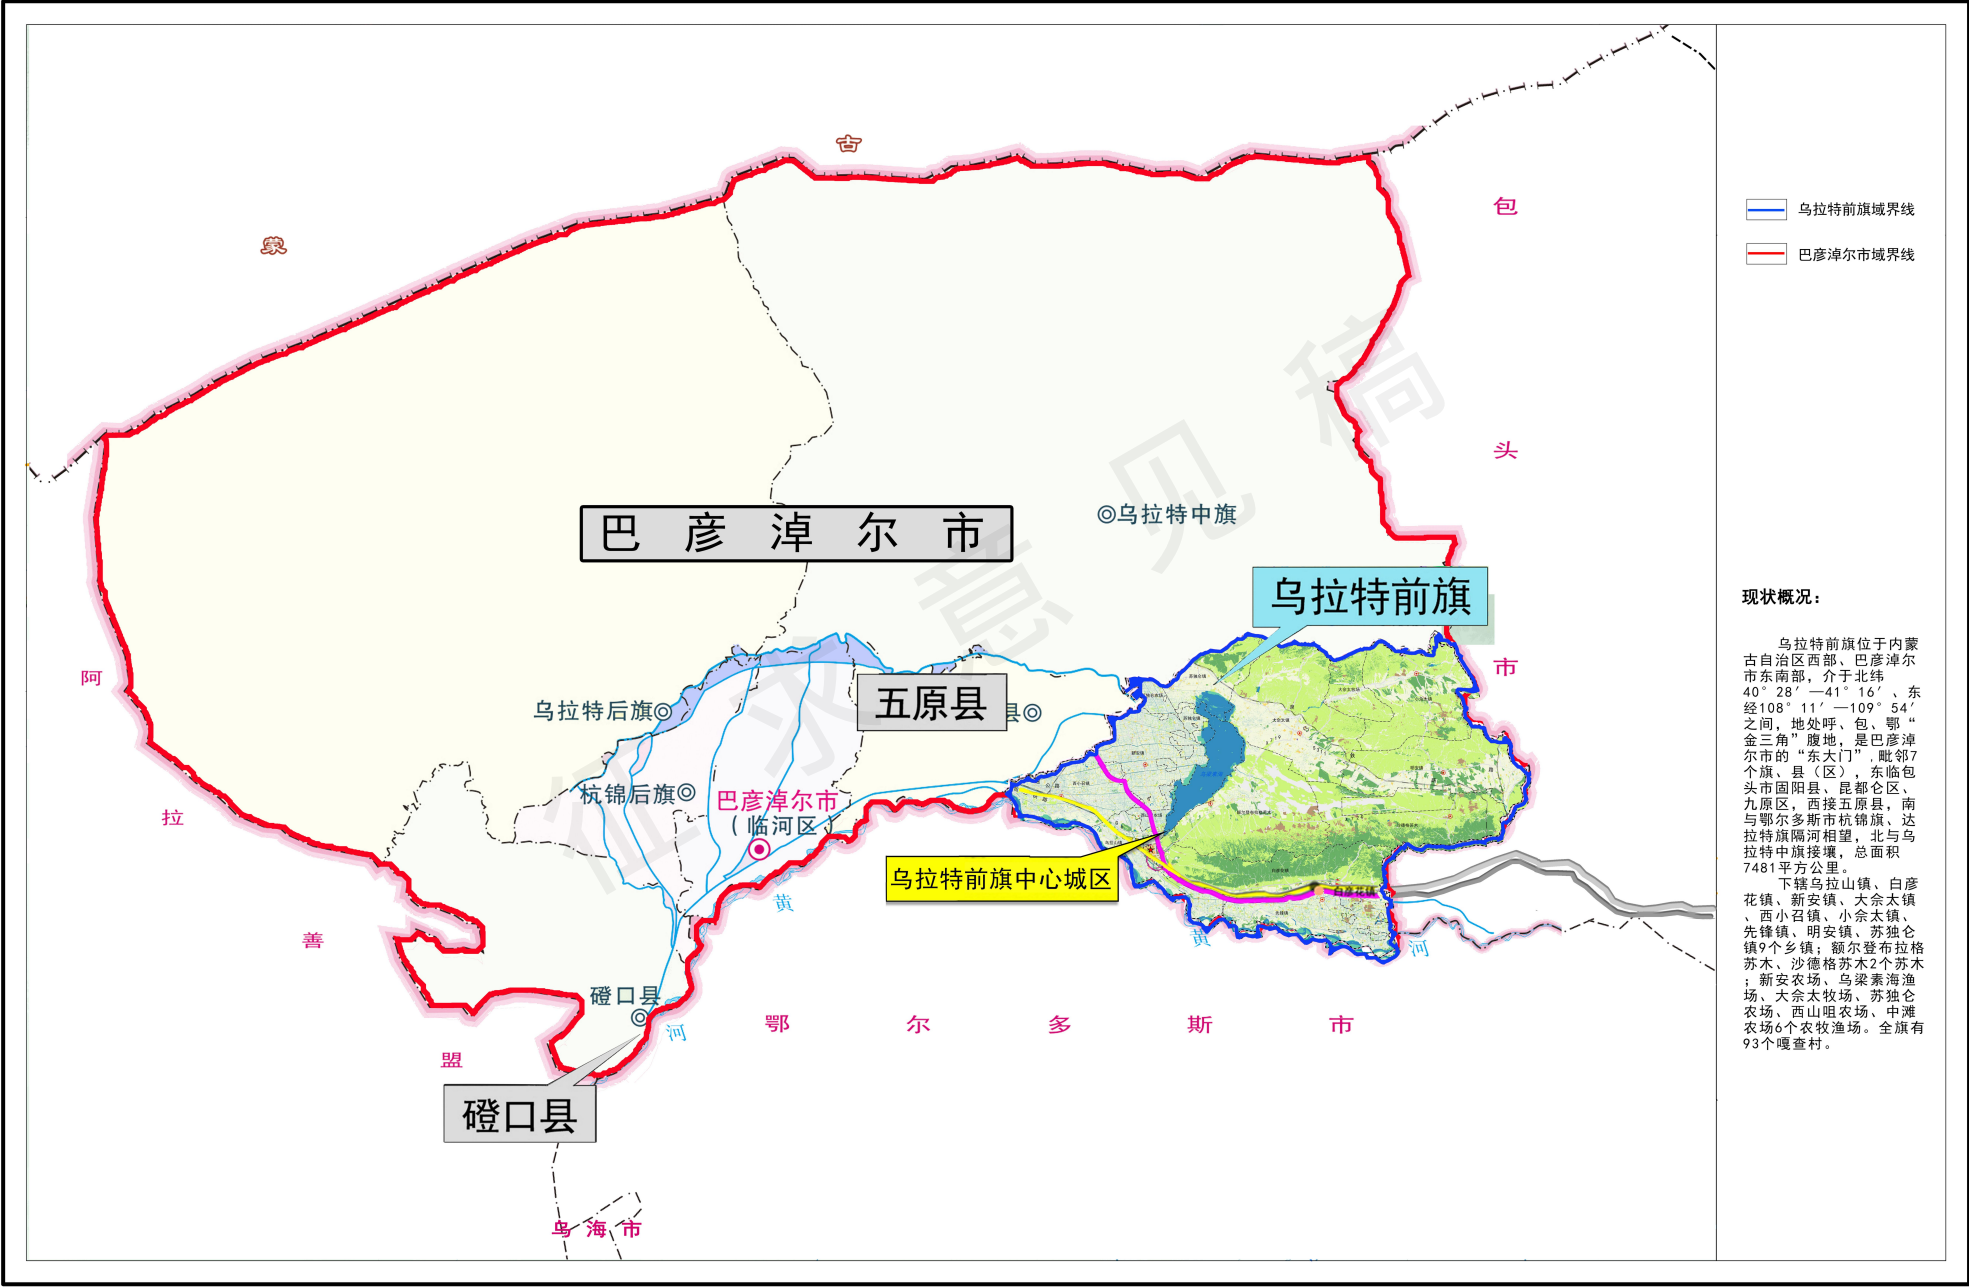 古
蒙
包
头
市
乌拉特前旗域界线
巴彦淖尔市域界线
巴彦淖尔市
乌拉特中旗
乌拉特前旗
乌拉特后旗
五原县
县
杭锦后旗
巴彦淖尔市
（临河区）
乌拉特前旗中心城区
白彦花镇
黄
河
黄
河
磴口县
磴口县
阿
拉
善
盟
鄂尔多斯市
乌海市
征求意见稿
现状概况：
乌拉特前旗位于内蒙
古自治区西部、巴彦淖尔
市东南部，介于北纬
40°28′—41°16′、东
经108°11′—109°54′
之间，地处呼、包、鄂“
金三角”腹地，是巴彦淖
尔市的“东大门”,毗邻7
个旗、县（区），东临包
头市固阳县、昆都仑区、
九原区，西接五原县，南
与鄂尔多斯市杭锦旗、达
拉特旗隔河相望，北与乌
拉特中旗接壤，总面积
7481平方公里。
下辖乌拉山镇、白彦
花镇、新安镇、大佘太镇
、西小召镇、小佘太镇、
先锋镇、明安镇、苏独仑
镇9个乡镇；额尔登布拉格
苏木、沙德格苏木2个苏木
；新安农场、乌梁素海渔
场、大佘太牧场、苏独仑
农场、西山咀农场、中滩
农场6个农牧渔场。全旗有
93个嘎查村。